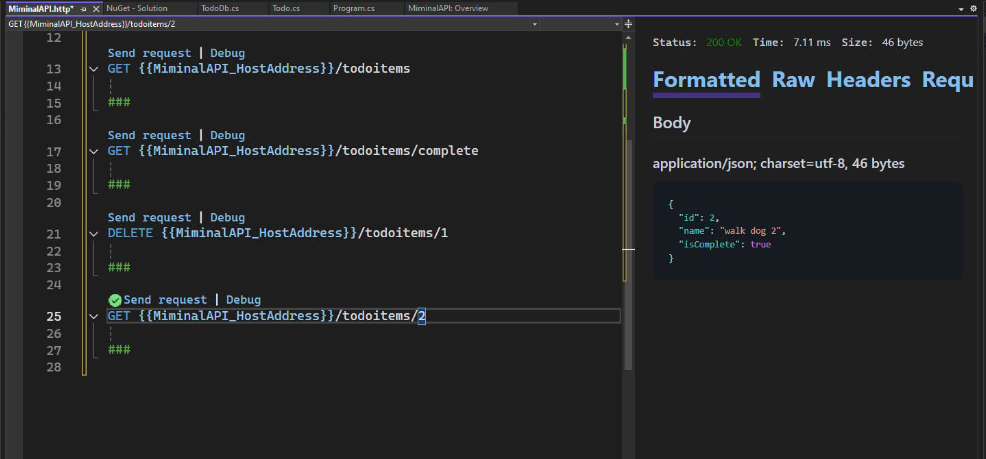 MiminalAPI.http*
NuGet - Solution
TodoDb.cs
Todo.cs
Program.cs
MiminalAPI: Overview
GET {{MiminalAPI_HostAddress}}/todoitems/2
12
Send request | Debug
13 GET {{MiminalAPI_HostAddress}}/todoitems
14
15 ###
16
Send request | Debug
17 GET {{MiminalAPI_HostAddress}}/todoitems/complete
18
19 ###
20
Send request | Debug
21 DELETE {{MiminalAPI_HostAddress}}/todoitems/1
22
23 ###
24
Send request | Debug
25 GET {{MiminalAPI_HostAddress}}/todoitems/2
26
27 ###
28
Status: 200 OK Time: 7.11 ms Size: 46 bytes
Formatted Raw Headers Requ
Body
application/json; charset=utf-8, 46 bytes
{
"id": 2,
"name": "walk dog 2",
"isComplete": true
}